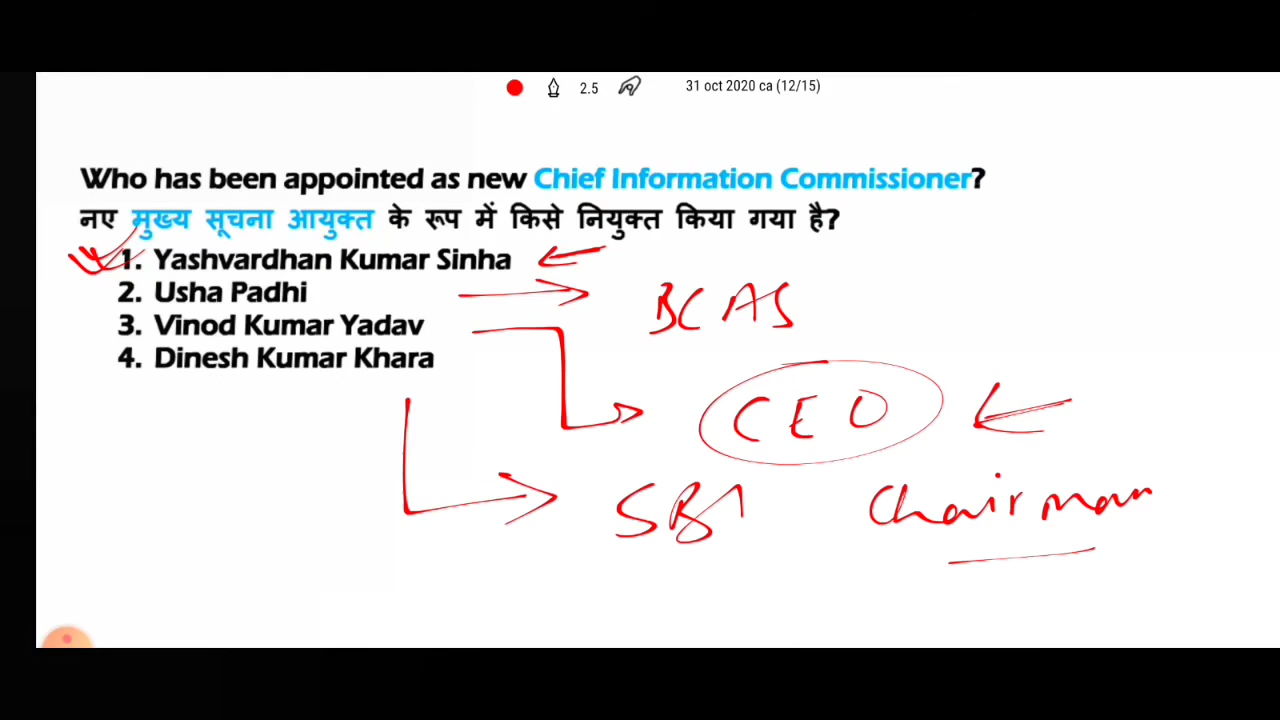 2.5 31 oct 2020 ca (12/15)
Who has been appointed as new Chief Information Commissioner?
नए मुख्य सूचना आयुक्त के रूप में किसे नियुक्त किया गया है?
1. Yashvardhan Kumar Sinha
2. Usha Padhi
BCAS
3. Vinod Kumar Yadav
4. Dinesh Kumar Khara
CEO
SBI Chairman